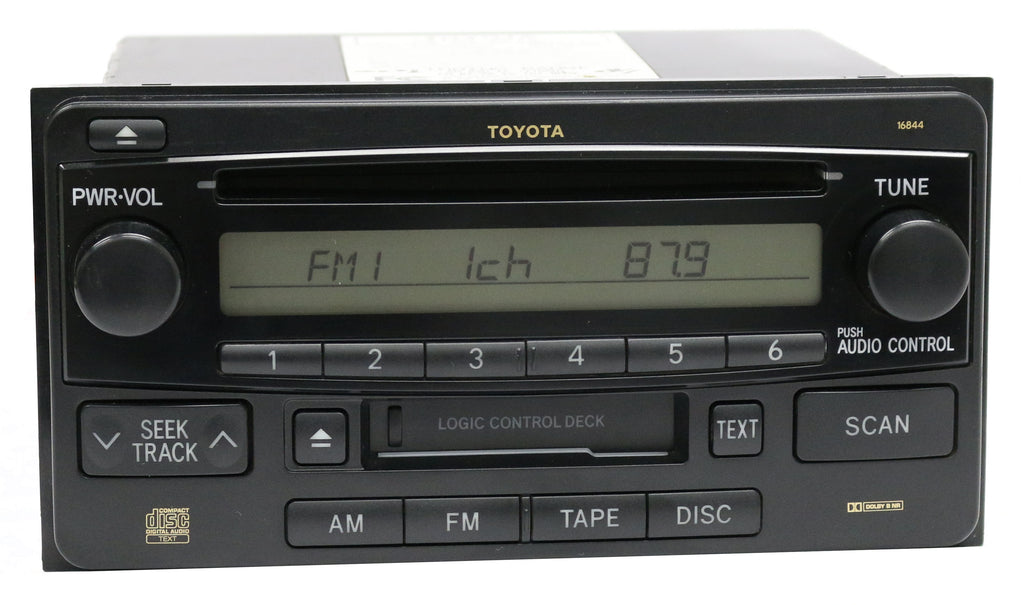 TOYOTA
16844
PWR•VOL
TUNE
FM1 1ch 87.9
PUSH
AUDIO CONTROL
1 2 3 4 5 6
SEEK
TRACK
LOGIC CONTROL DECK
TEXT
SCAN
AM FM TAPE DISC
COMPACT
disc
DIGITAL AUDIO
TEXT
DOLBY B NR